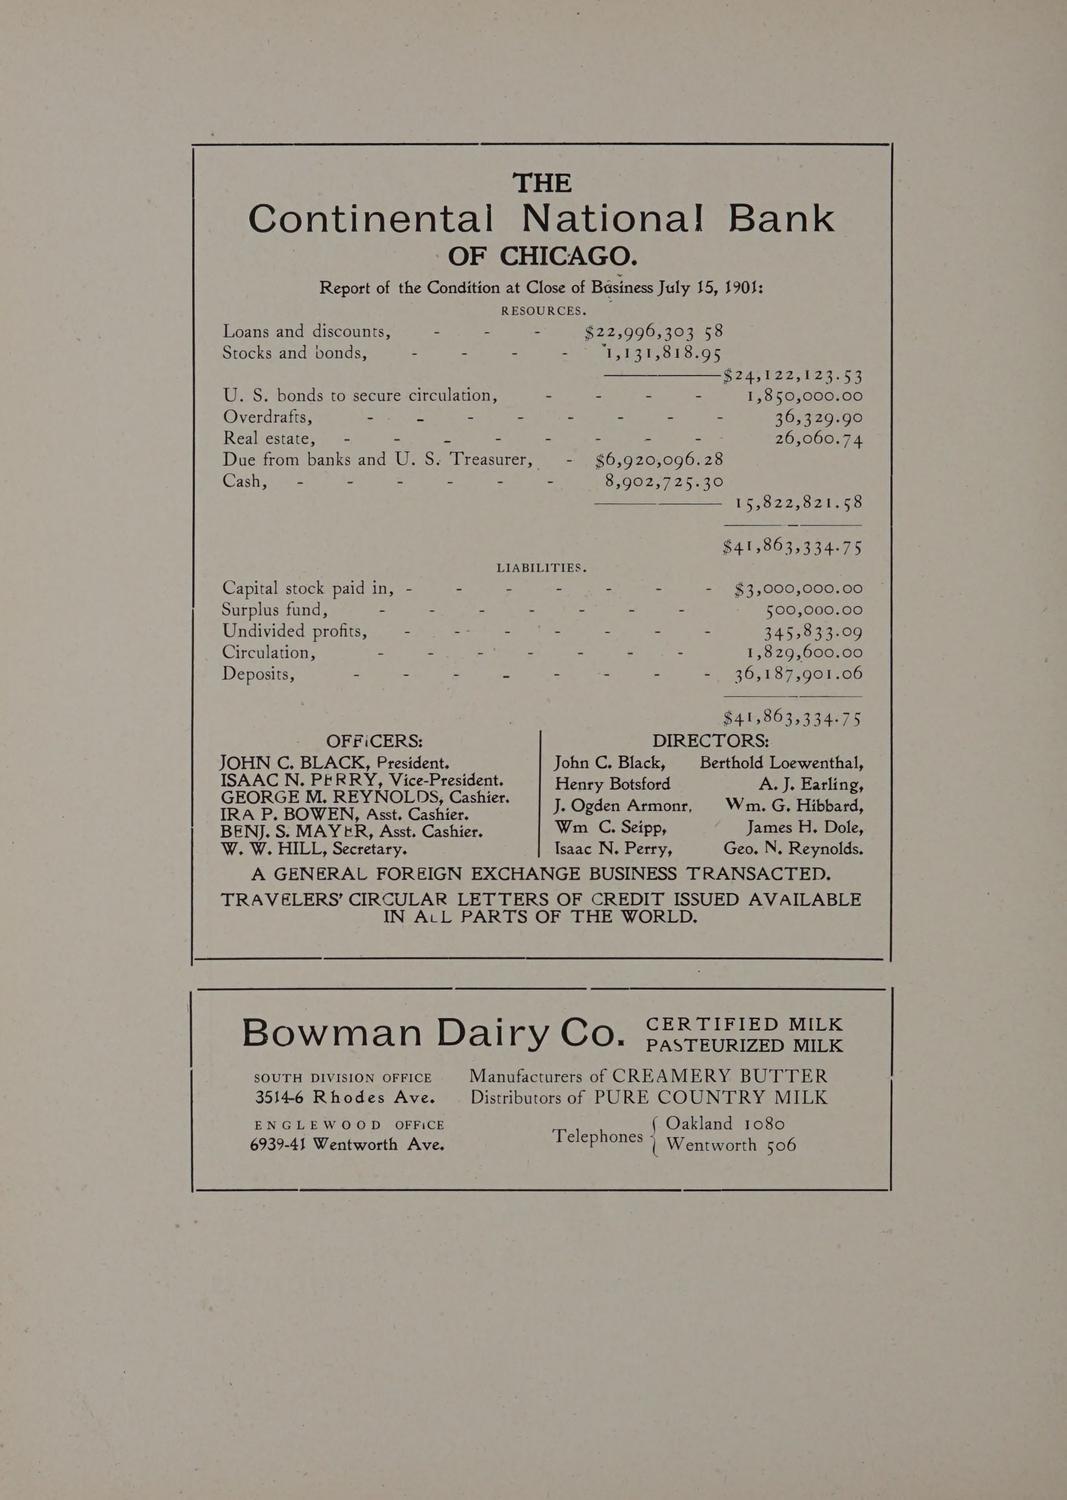 THE
Continental National Bank
OF CHICAGO.
Report of the Condition at Close of Business July 15, 1901:
RESOURCES.
Loans and discounts, - - - $22,996,303 58
Stocks and bonds, - - - - 1,131,818.95
$24,122,123.53
U. S. bonds to secure circulation, - - - - 1,850,000.00
Overdrafts, - - - - - - - - 36,329.90
Real estate, - - - - - - - - 26,060.74
Due from banks and U. S. Treasurer, - $6,920,096.28
Cash, - - - - - - 8,902,725.30
15,822,821.58
$41,863,334.75
LIABILITIES.
Capital stock paid in, - - - - - - - $3,000,000.00
Surplus fund, - - - - - - - 500,000.00
Undivided profits, - - - - - - - 345,833.09
Circulation, - - - - - - - 1,829,600.00
Deposits, - - - - - - - - 36,187,901.06
$41,863,334.75
OFFICERS:
JOHN C. BLACK, President.
ISAAC N. PERRY, Vice-President.
GEORGE M. REYNOLDS, Cashier.
IRA P. BOWEN, Asst. Cashier.
BENJ. S. MAYER, Asst. Cashier.
W. W. HILL, Secretary.
DIRECTORS:
John C. Black, Berthold Loewenthal,
Henry Botsford A. J. Earling,
J. Ogden Armonr, Wm. G. Hibbard,
Wm C. Seipp, James H. Dole,
Isaac N. Perry, Geo. N. Reynolds.
A GENERAL FOREIGN EXCHANGE BUSINESS TRANSACTED.
TRAVELERS' CIRCULAR LETTERS OF CREDIT ISSUED AVAILABLE
IN ALL PARTS OF THE WORLD.
Bowman Dairy Co. CERTIFIED MILK
PASTEURIZED MILK
SOUTH DIVISION OFFICE Manufacturers of CREAMERY BUTTER
3514-6 Rhodes Ave. Distributors of PURE COUNTRY MILK
ENGLEWOOD OFFICE
6939-41 Wentworth Ave.
Telephones { Oakland 1080
Wentworth 506